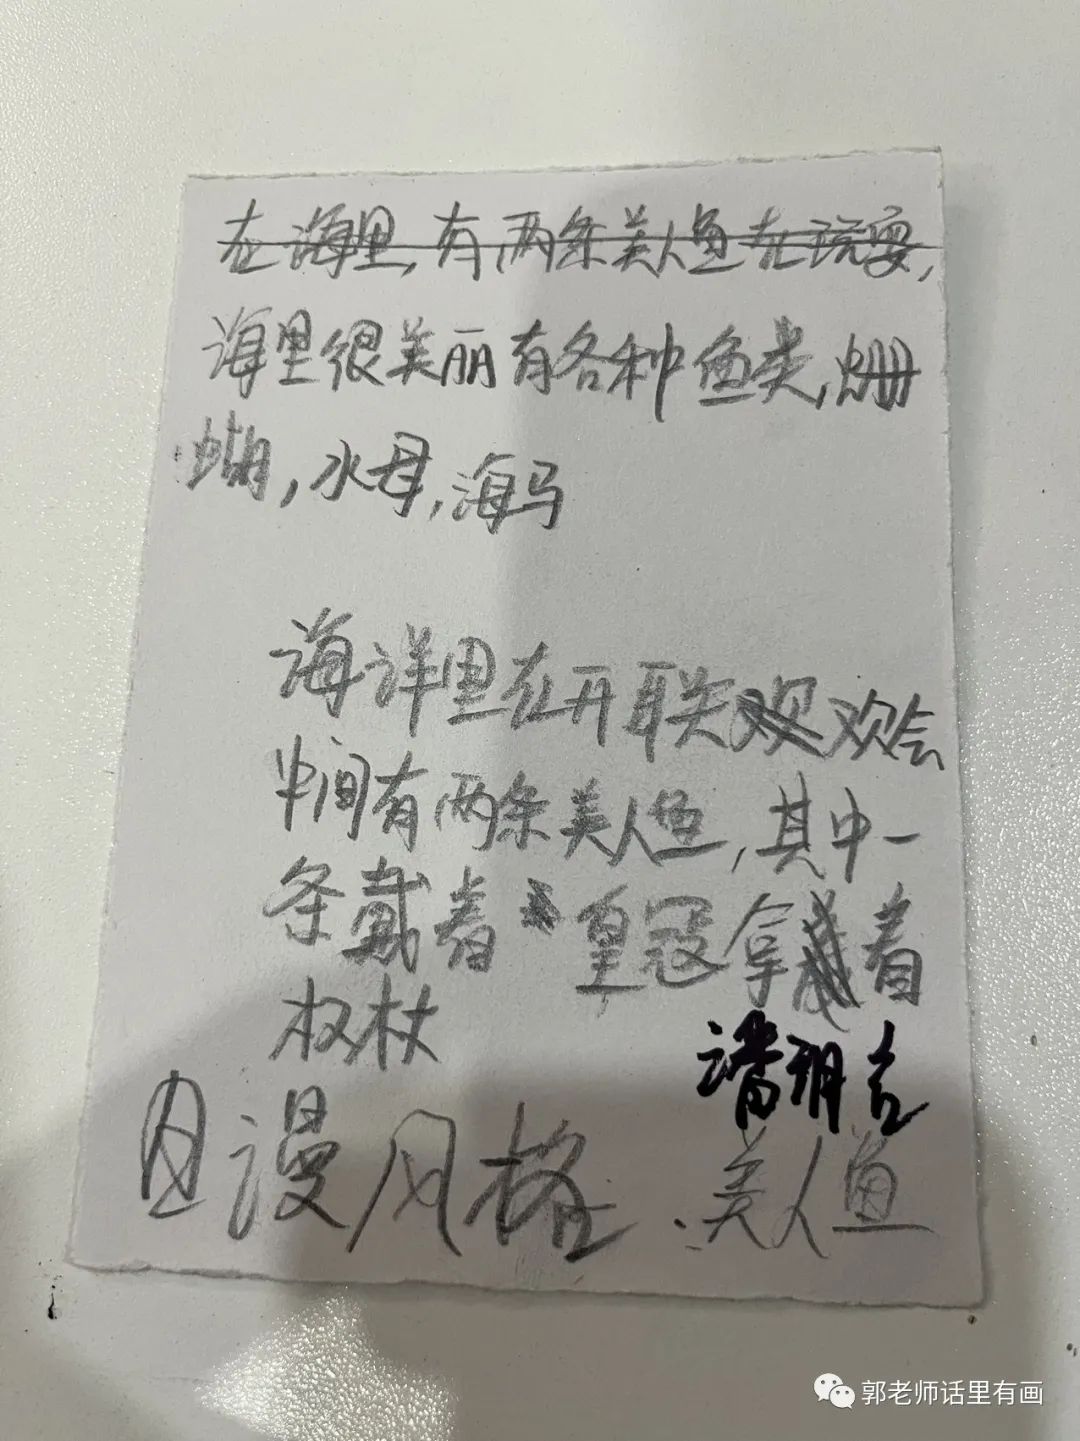 在海里,有两条美人鱼在玩耍,
海里很美丽有各种鱼类,珊
瑚,水母,海马
海洋里在开联欢会
中间有两条美人鱼,其中一
条戴着皇冠拿着
权杖
潘玥言
日漫风格 美人鱼
郭老师话里有画